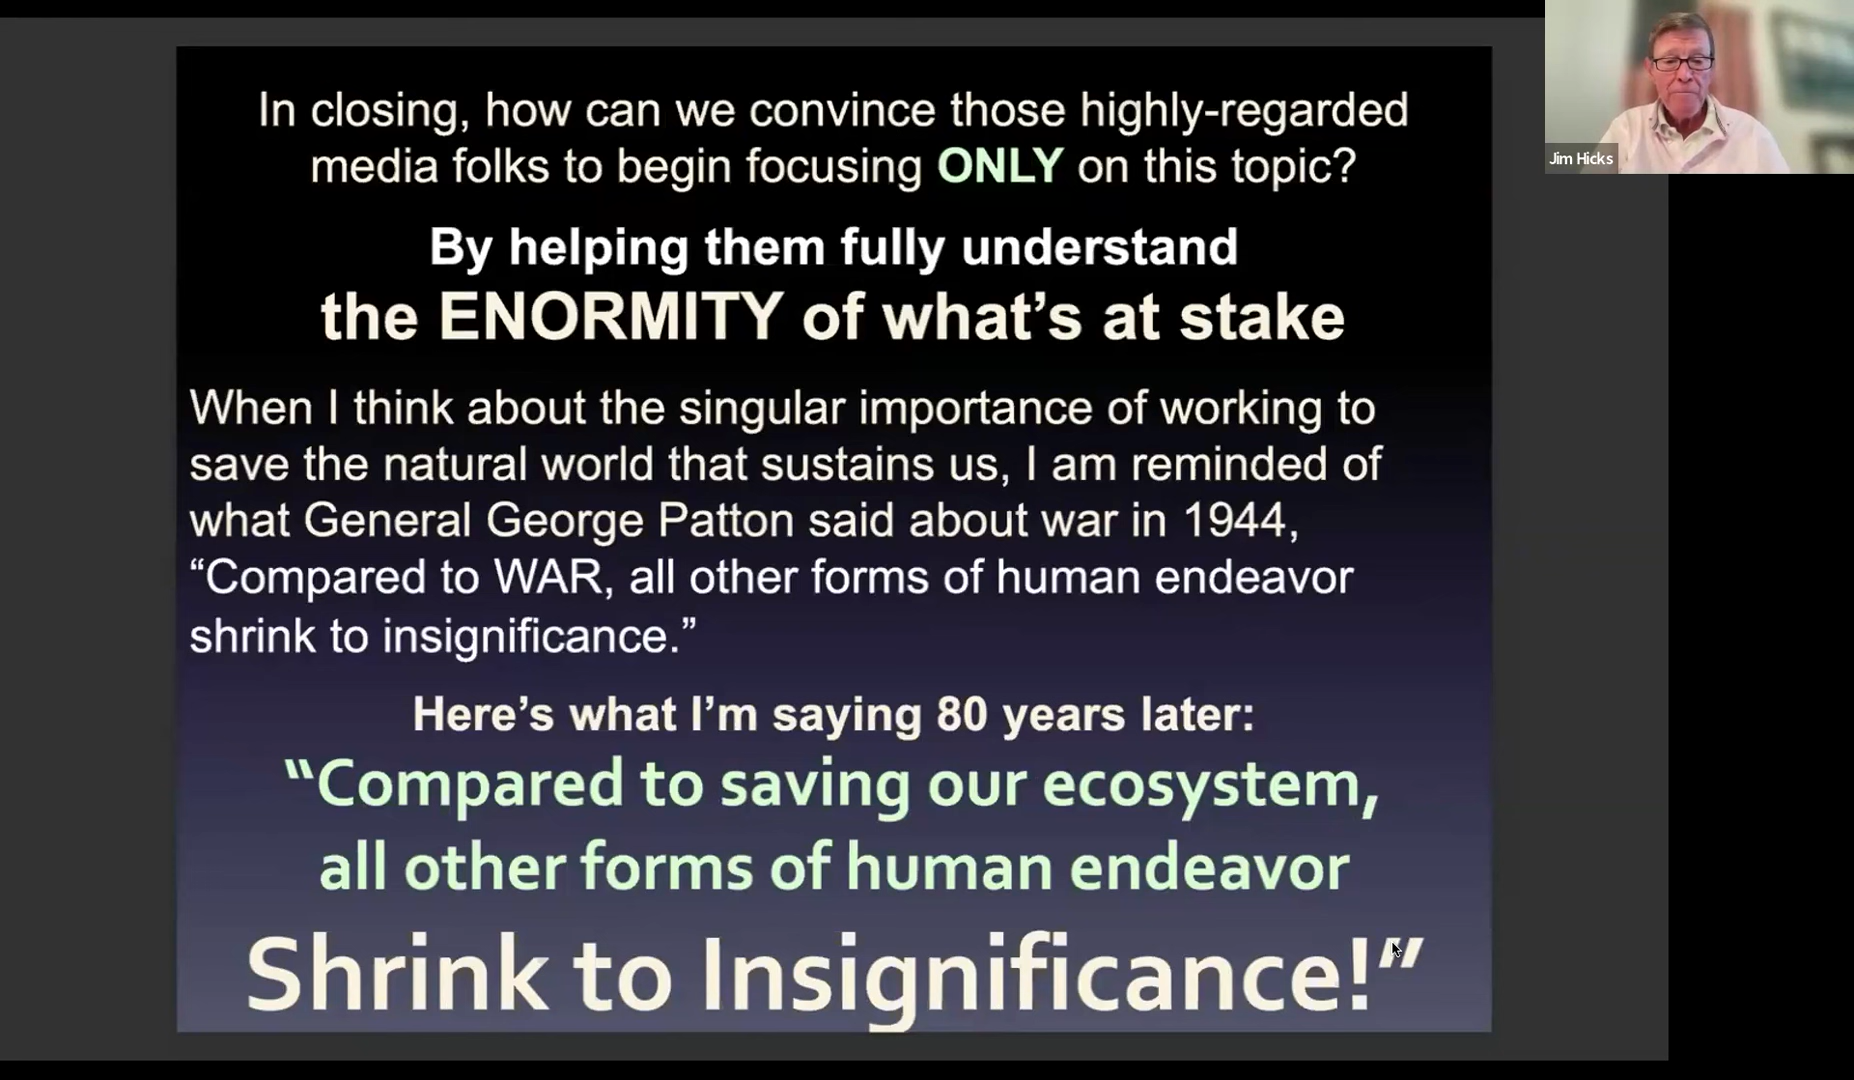 In closing, how can we convince those highly-regarded
media folks to begin focusing ONLY on this topic?
By helping them fully understand
the ENORMITY of what’s at stake
When I think about the singular importance of working to
save the natural world that sustains us, I am reminded of
what General George Patton said about war in 1944,
“Compared to WAR, all other forms of human endeavor
shrink to insignificance.”
Here’s what I’m saying 80 years later:
“Compared to saving our ecosystem,
all other forms of human endeavor
Shrink to Insignificance!”
Jim Hicks